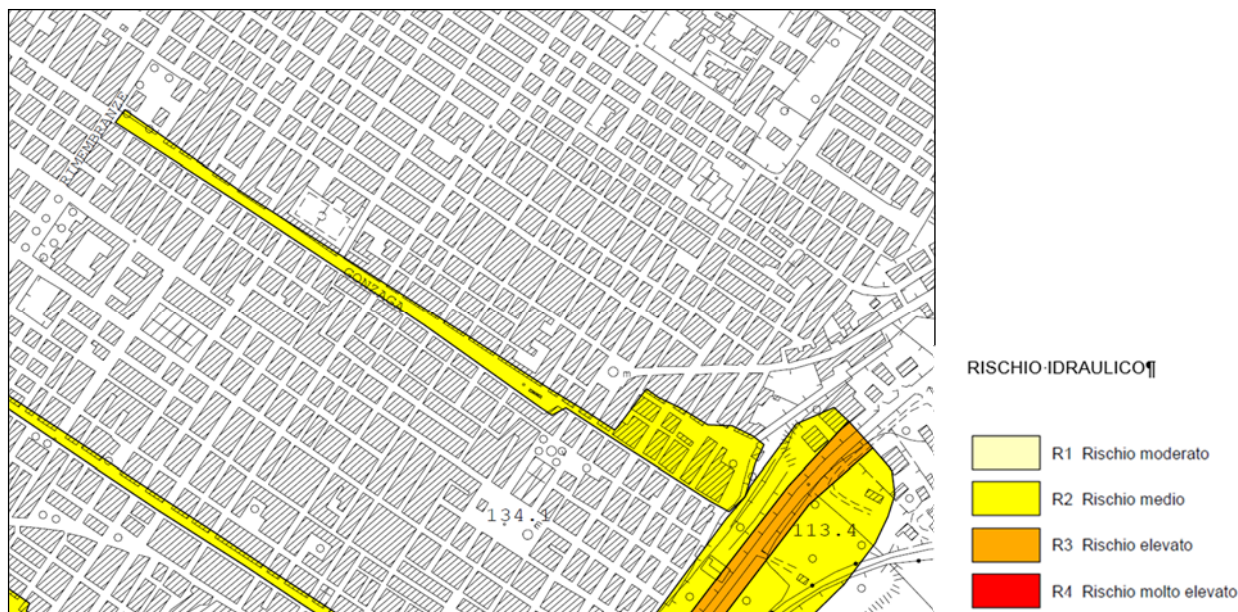 RIMEMBRANZE
GONZAGA
m
134.1
e
113.4
RISCHIO·IDRAULICO¶
R1 Rischio moderato
R2 Rischio medio
R3 Rischio elevato
R4 Rischio molto elevato